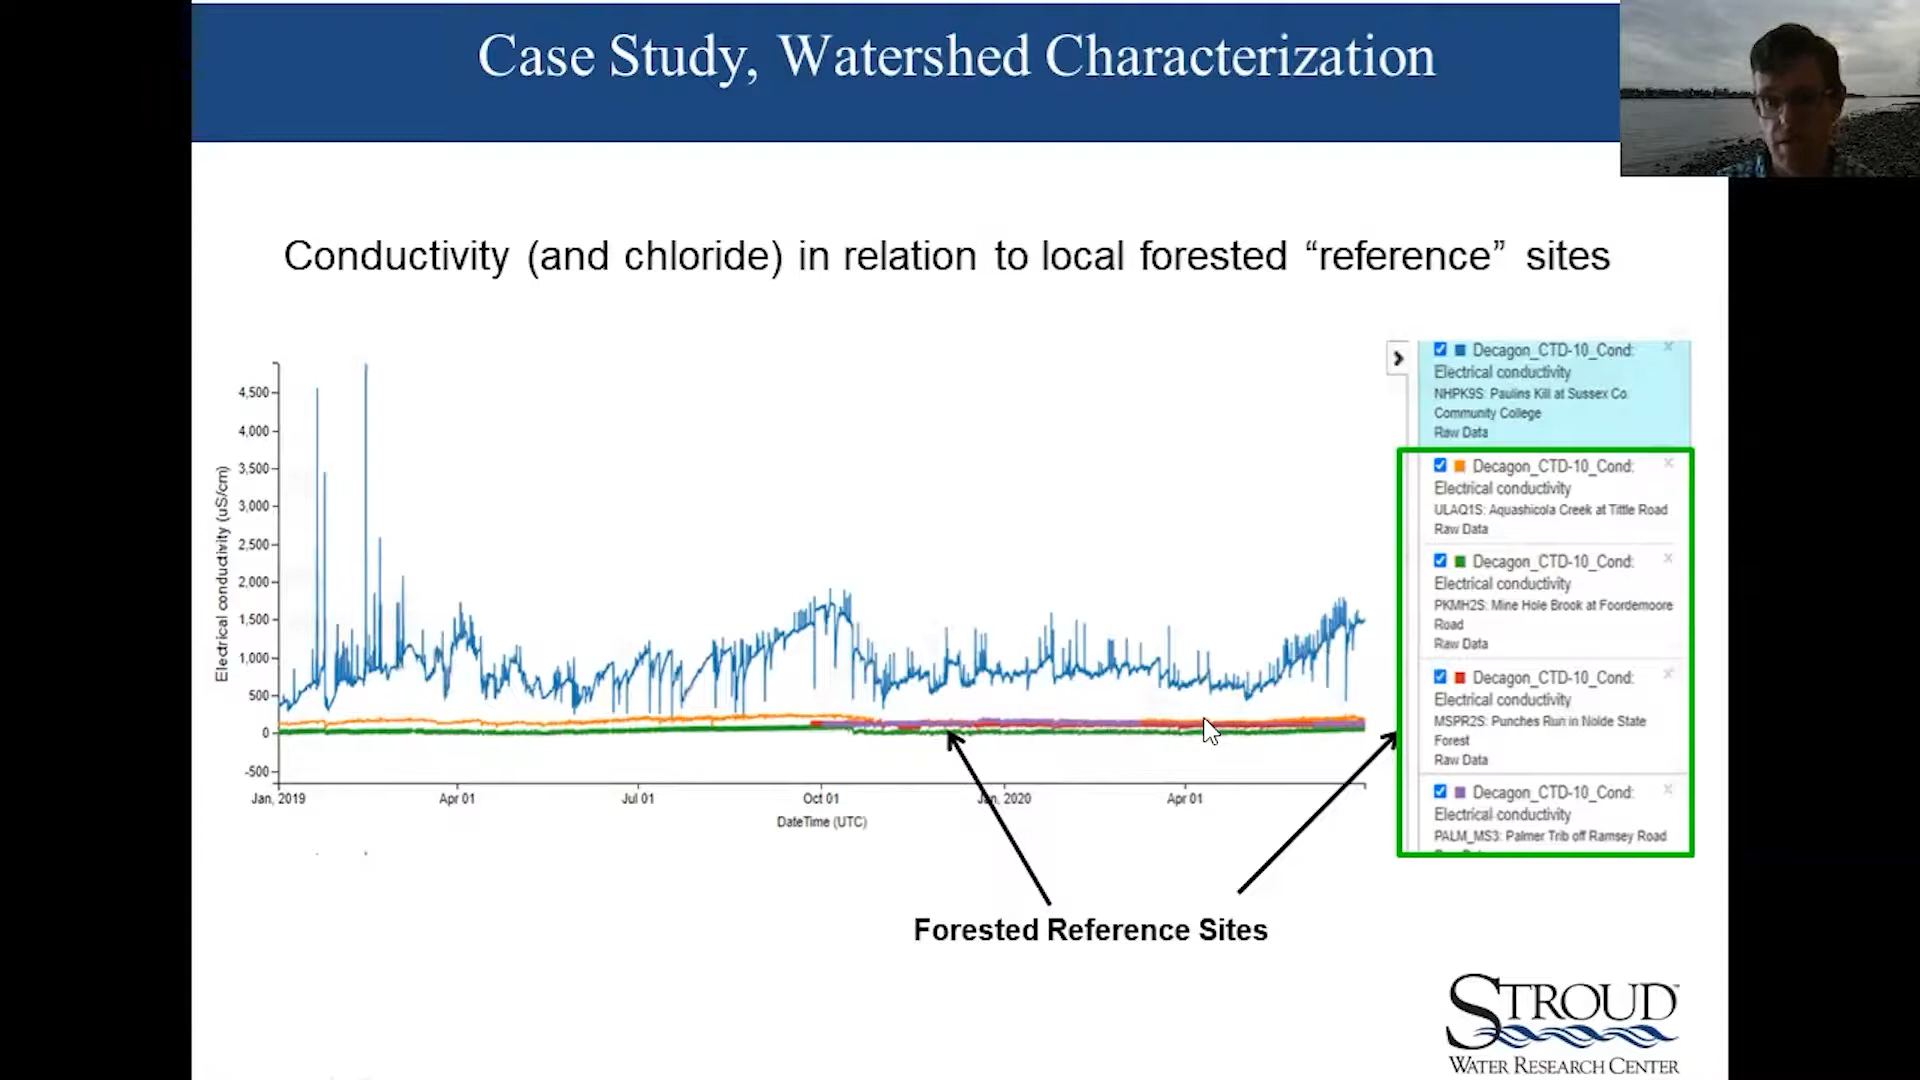 Case Study, Watershed Characterization
Conductivity (and chloride) in relation to local forested “reference” sites
Electrical conductivity (uS/cm)
4,500
4,000
3,500
3,000
2,500
2,000
1,500
1,000
500
0
-500
Jan, 2019
Apr 01
Jul 01
Oct 01
Jan, 2020
Apr 01
DateTime (UTC)
Decagon_CTD-10_Cond:
Electrical conductivity
NHPK9S: Paulins Kill at Sussex Co
Community College
Raw Data
Decagon_CTD-10_Cond:
Electrical conductivity
ULAQ1S: Aquashicola Creek at Tittle Road
Raw Data
Decagon_CTD-10_Cond:
Electrical conductivity
PKMH2S: Mine Hole Brook at Foordemoore
Road
Raw Data
Decagon_CTD-10_Cond:
Electrical conductivity
MSPR2S: Punches Run in Nolde State
Forest
Raw Data
Decagon_CTD-10_Cond:
Electrical conductivity
PALM_MS3: Palmer Trib off Ramsey Road
Forested Reference Sites
STROUD
WATER RESEARCH CENTER